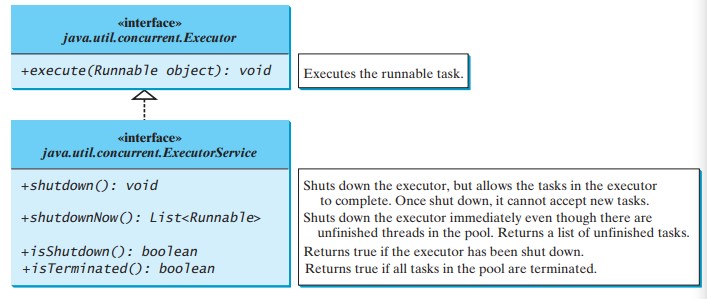 «interface»
java.util.concurrent.Executor
+execute(Runnable object): void
Executes the runnable task.
«interface»
java.util.concurrent.ExecutorService
+shutdown(): void
Shuts down the executor, but allows the tasks in the executor
to complete. Once shut down, it cannot accept new tasks.
+shutdownNow(): List<Runnable>
Shuts down the executor immediately even though there are
unfinished threads in the pool. Returns a list of unfinished tasks.
+isShutdown(): boolean
Returns true if the executor has been shut down.
+isTerminated(): boolean
Returns true if all tasks in the pool are terminated.